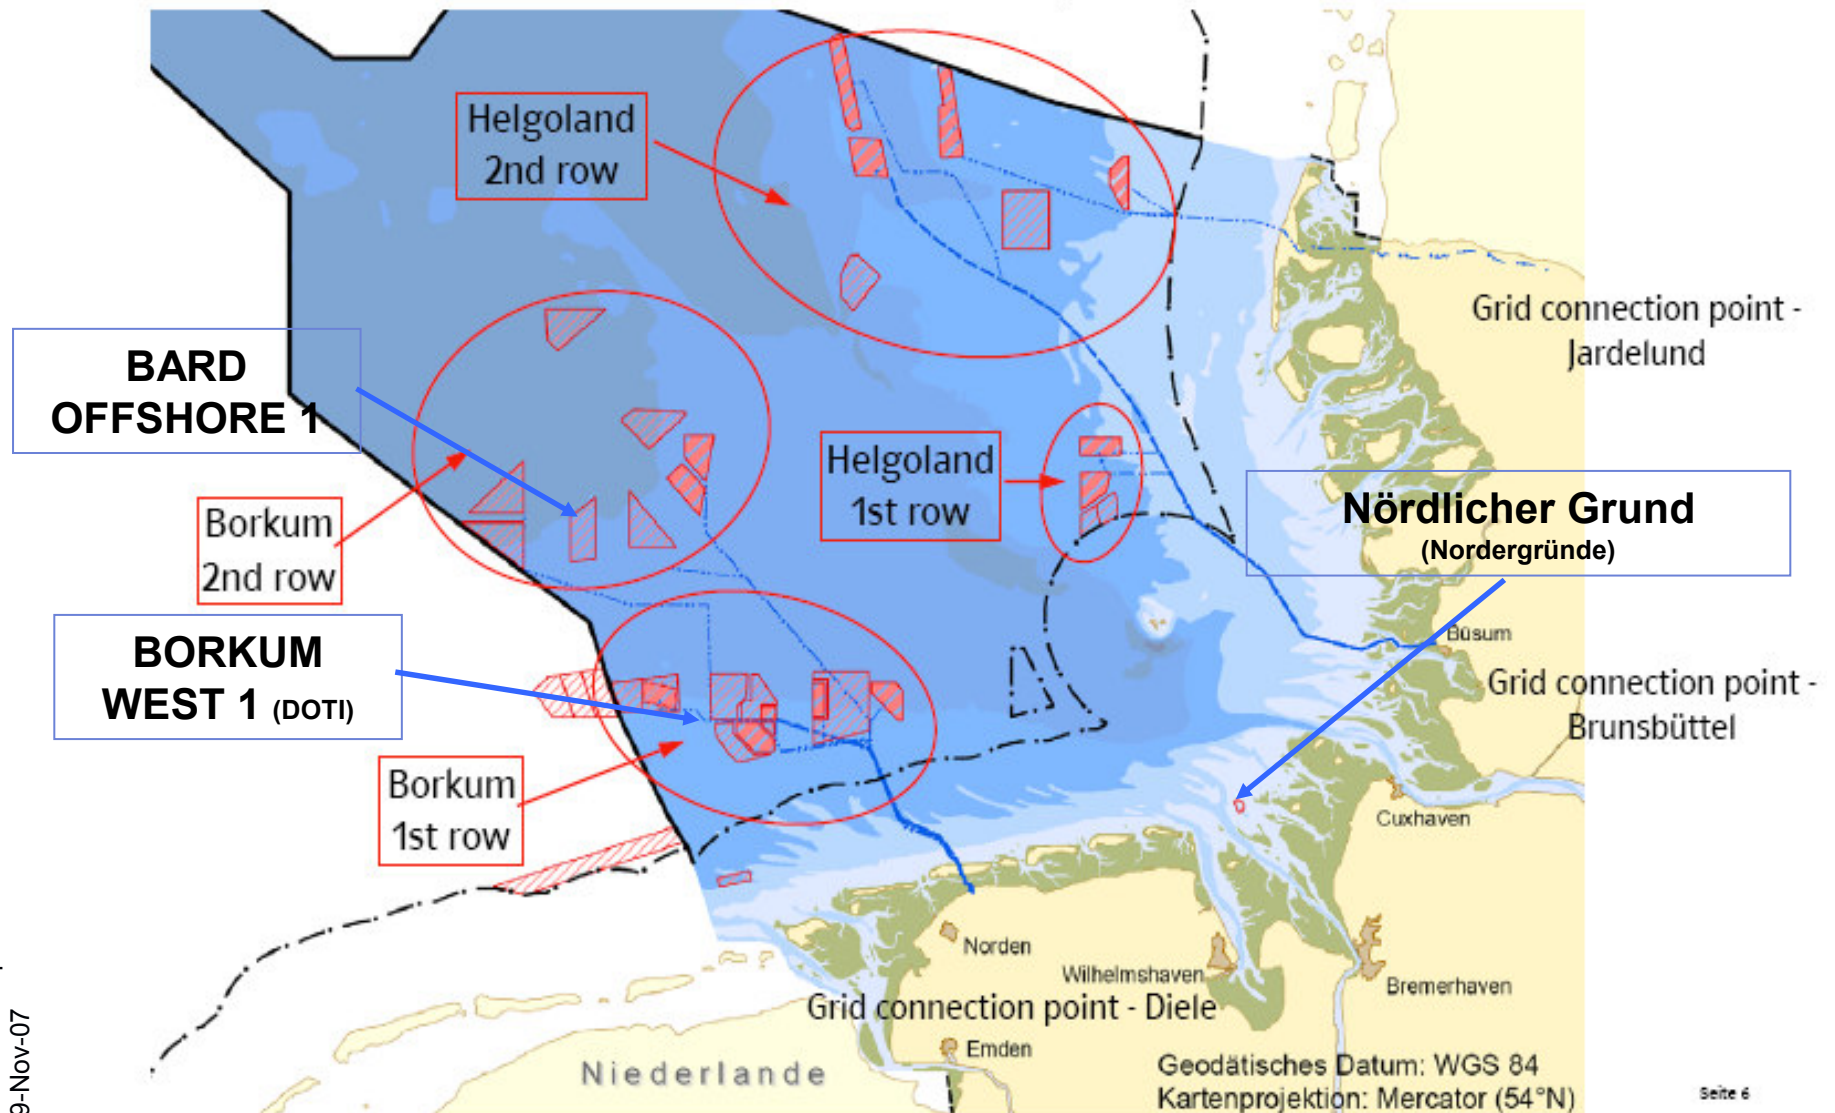 Helgoland
2nd row
Grid connection point -
Jardelund
BARD
OFFSHORE 1
Helgoland
1st row
Nördlicher Grund
(Nordergründe)
Borkum
2nd row
BORKUM
WEST 1 (DOTI)
Büsum
Grid connection point -
Brunsbüttel
Borkum
1st row
Cuxhaven
Norden
Wilhelmshaven
Bremerhaven
Grid connection point - Diele
Emden
Niederlande
Geodätisches Datum: WGS 84
Kartenprojektion: Mercator (54°N)
Seite 6
9-Nov-07